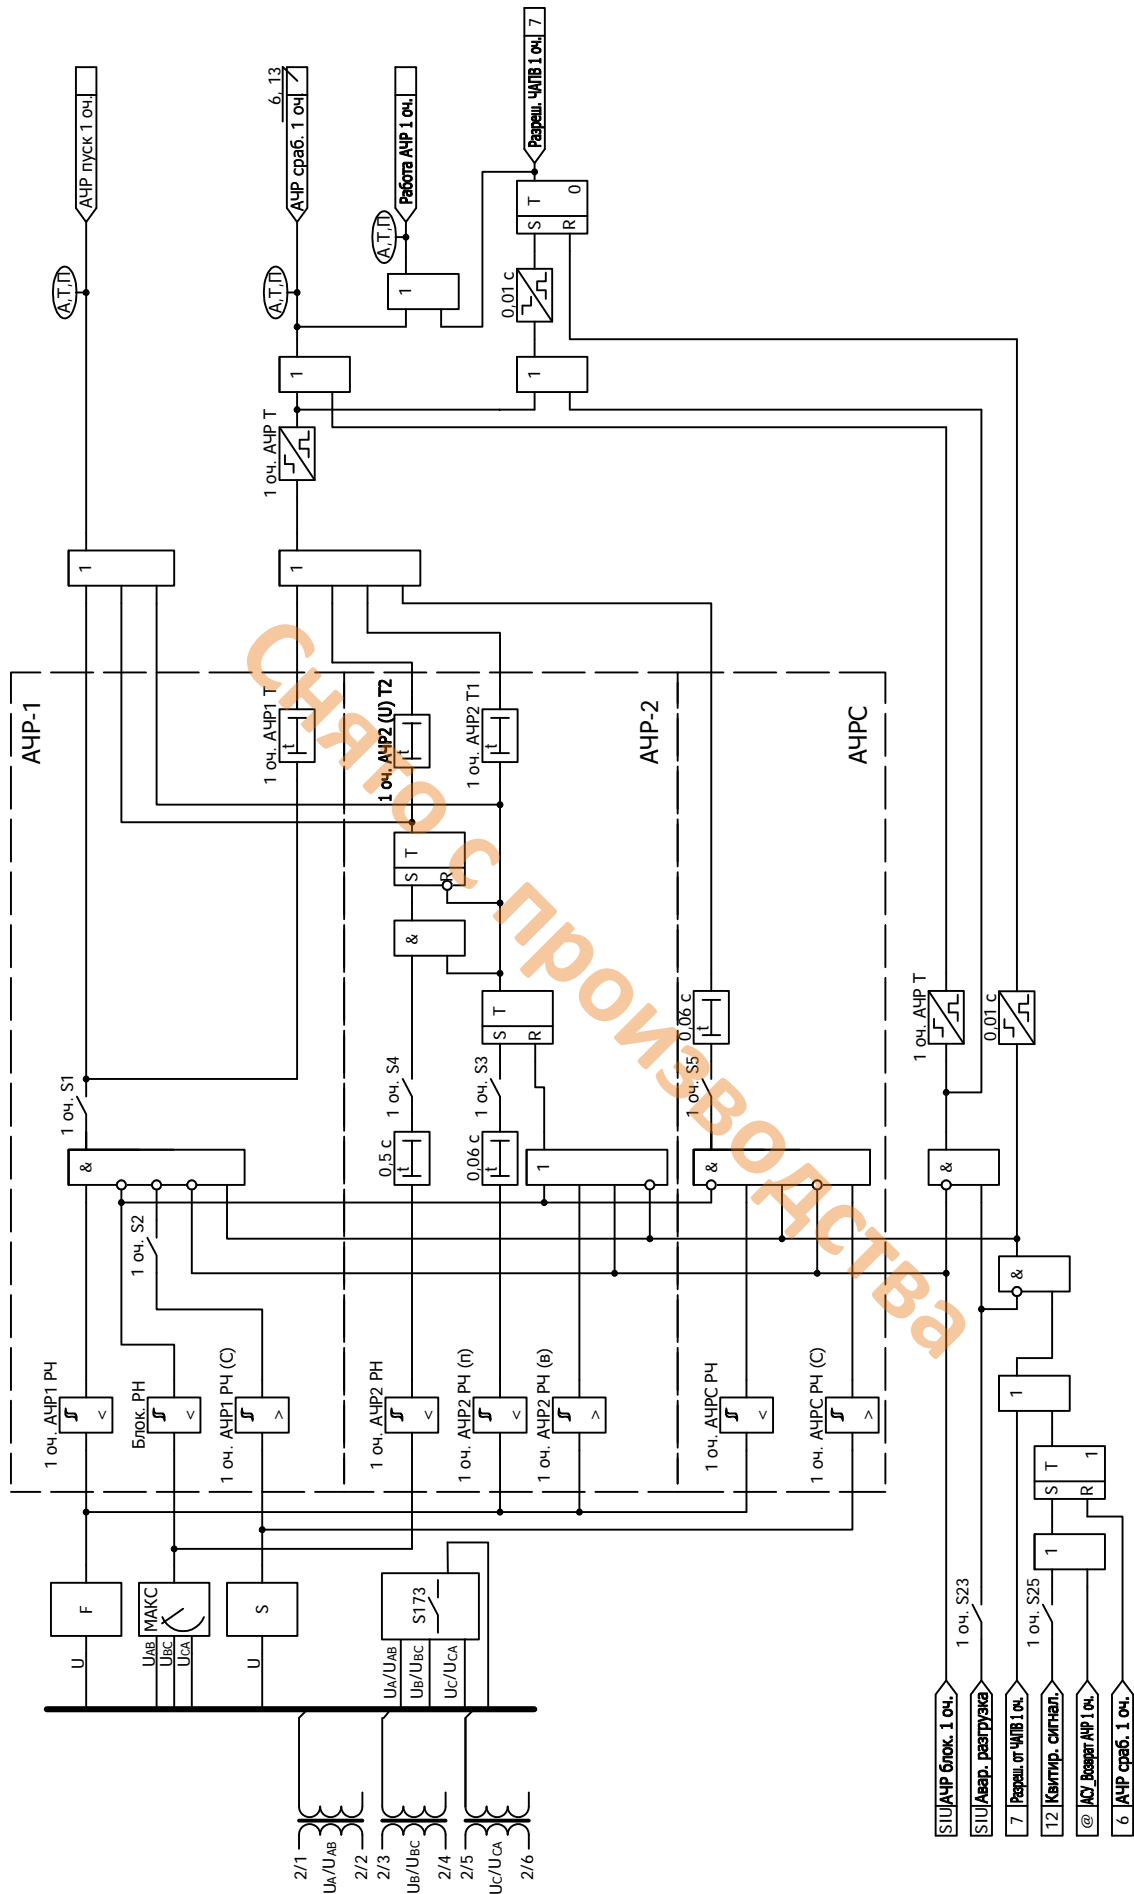 АЧР пуск 1 оч.
6, 13
АЧР сраб. 1 оч.
Работа АЧР 1 оч.
Разреш. ЧАПВ 1 оч. 7
А,Т,П
А,Т,П
А,Т,П
S T
R 0
0,01 с
1
1
1
1 оч. АЧР Т
1
1
АЧР-1
АЧР-2
АЧРС
1 оч. АЧР1 Т
t
1 оч. АЧР2 (U) Т2
t
1 оч. АЧР2 Т1
t
S T
R
&
S T
R
0,06 с
t
1 оч. АЧР Т
0,01 с
1 оч. S1
1 оч. S4
1 оч. S3
1 оч. S5
&
0,5 с
t
0,06 с
t
1
&
&
1 оч. S2
&
1 оч. АЧР1 РЧ
<
Блок. РН
<
1 оч. АЧР1 РЧ (С)
>
1 оч. АЧР2 РН
<
1 оч. АЧР2 РЧ (п)
<
1 оч. АЧР2 РЧ (в)
>
1 оч. АЧРС РЧ
<
1 оч. АЧРС РЧ (С)
>
1
S T
R 1
1
F
МАКС
S
S173
U
UAB
UBC
UCA
U
UA/UAB
UB/UBC
UC/UCA
1 оч. S23
1 оч. S25
2/1
UA/UAB
2/2
2/3
UB/UBC
2/4
2/5
UC/UCA
2/6
SIU АЧР блок. 1 оч.
SIU Авар. разгрузка
7 Разреш. от ЧАПВ 1 оч.
12 Квитир. сигнал.
@ АСУ_Возврат АЧР 1 оч.
6 АЧР сраб. 1 оч.
Снято с производства